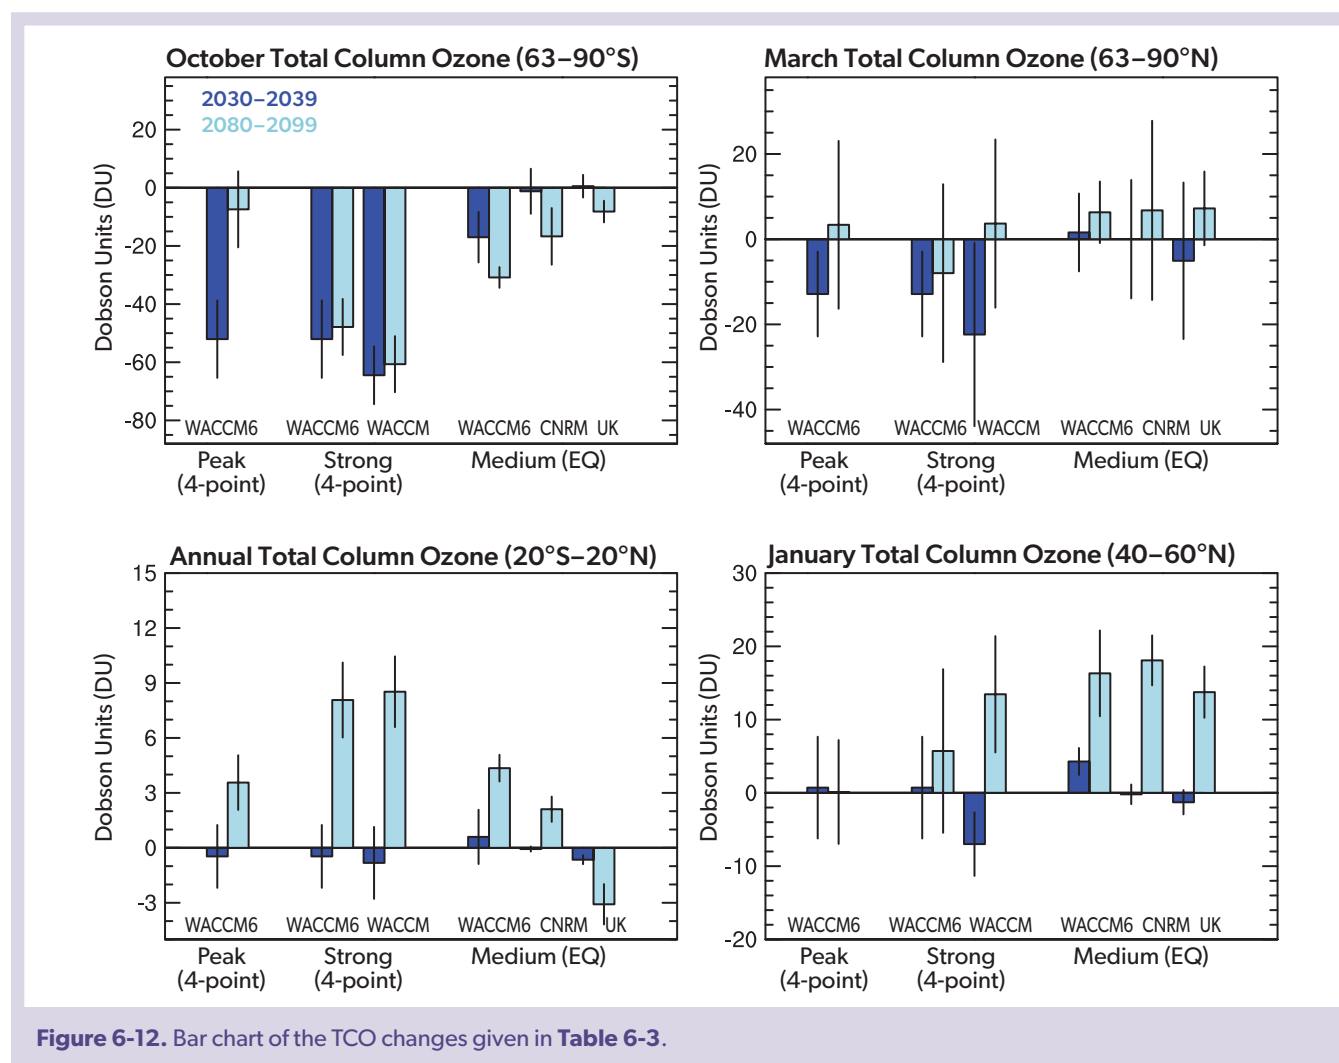 October Total Column Ozone (63–90°S)
2030–2039
2080–2099
Dobson Units (DU)
20
0
-20
-40
-60
-80
WACCM6 WACCM6 WACCM WACCM6 CNRM UK
Peak Strong Medium (EQ)
(4-point) (4-point)
March Total Column Ozone (63–90°N)
Dobson Units (DU)
20
0
-20
-40
WACCM6 WACCM6 WACCM WACCM6 CNRM UK
Peak Strong Medium (EQ)
(4-point) (4-point)
Annual Total Column Ozone (20°S–20°N)
Dobson Units (DU)
15
12
9
6
3
0
-3
WACCM6 WACCM6 WACCM WACCM6 CNRM UK
Peak Strong Medium (EQ)
(4-point) (4-point)
January Total Column Ozone (40–60°N)
Dobson Units (DU)
30
20
10
0
-10
-20
WACCM6 WACCM6 WACCM WACCM6 CNRM UK
Peak Strong Medium (EQ)
(4-point) (4-point)
Figure 6-12. Bar chart of the TCO changes given in Table 6-3.